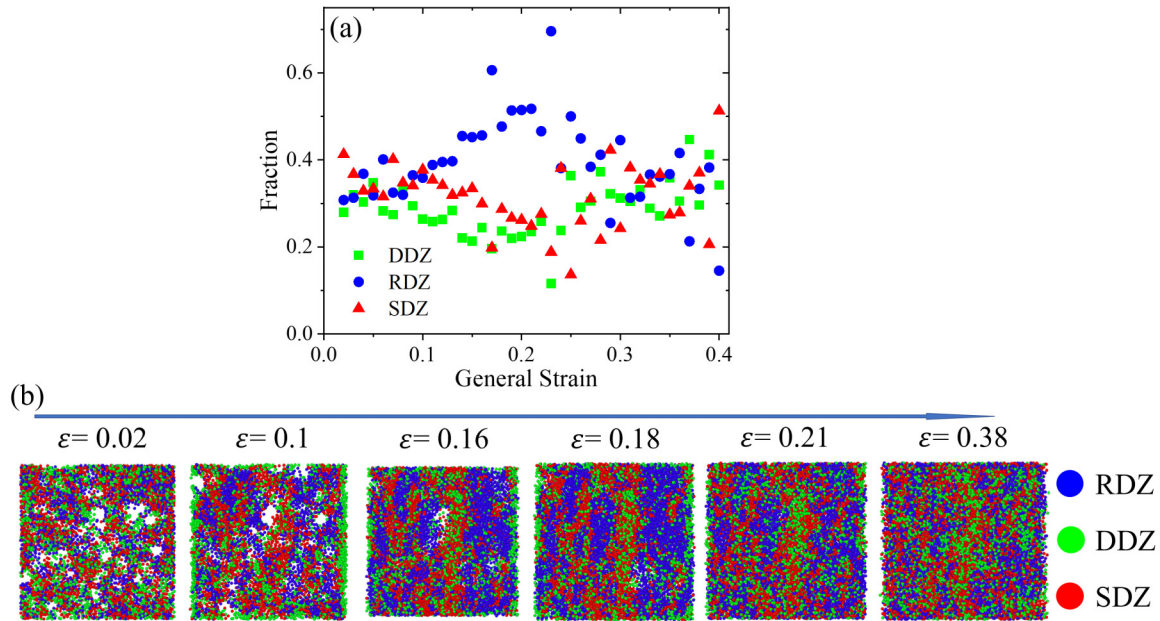 (a)
0.6
0.4
0.2
0.0
Fraction
DDZ
RDZ
SDZ
0.0 0.1 0.2 0.3 0.4
General Strain
(b)
ε= 0.02 ε= 0.1 ε= 0.16 ε= 0.18 ε= 0.21 ε= 0.38
RDZ
DDZ
SDZ